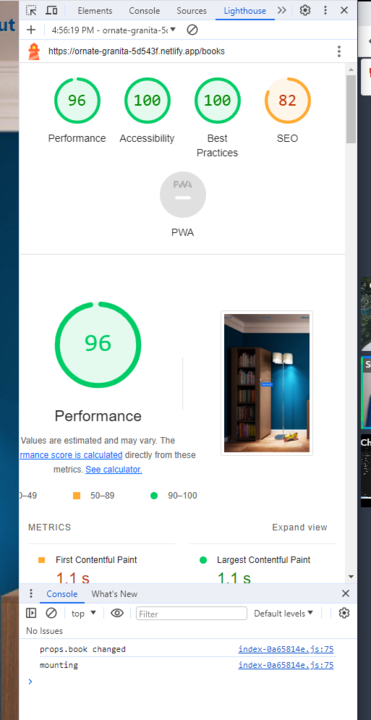 ut
Elements Console Sources Lighthouse
4:56:19 PM - ornate-granita-5
https://ornate-granita-5d543f.netlify.app/books
96 100 100 82
Performance Accessibility Best Practices SEO
PWA
PWA
96
Performance
Values are estimated and may vary. The
rmance score is calculated directly from these
metrics. See calculator.
0–49 50–89 90–100
METRICS Expand view
First Contentful Paint Largest Contentful Paint
1.1 s 1.1 s
Console What's New
top Filter Default levels
No Issues
props.book changed index-0a65814e.js:75
mounting index-0a65814e.js:75
S
Ch